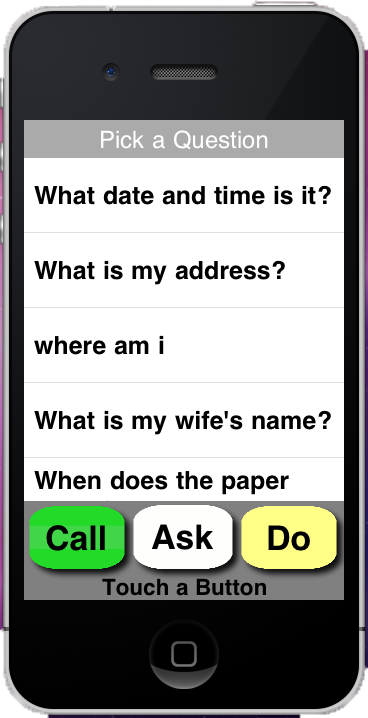 Pick a Question
What date and time is it?
What is my address?
where am i
What is my wife's name?
When does the paper
Call Ask Do
Touch a Button